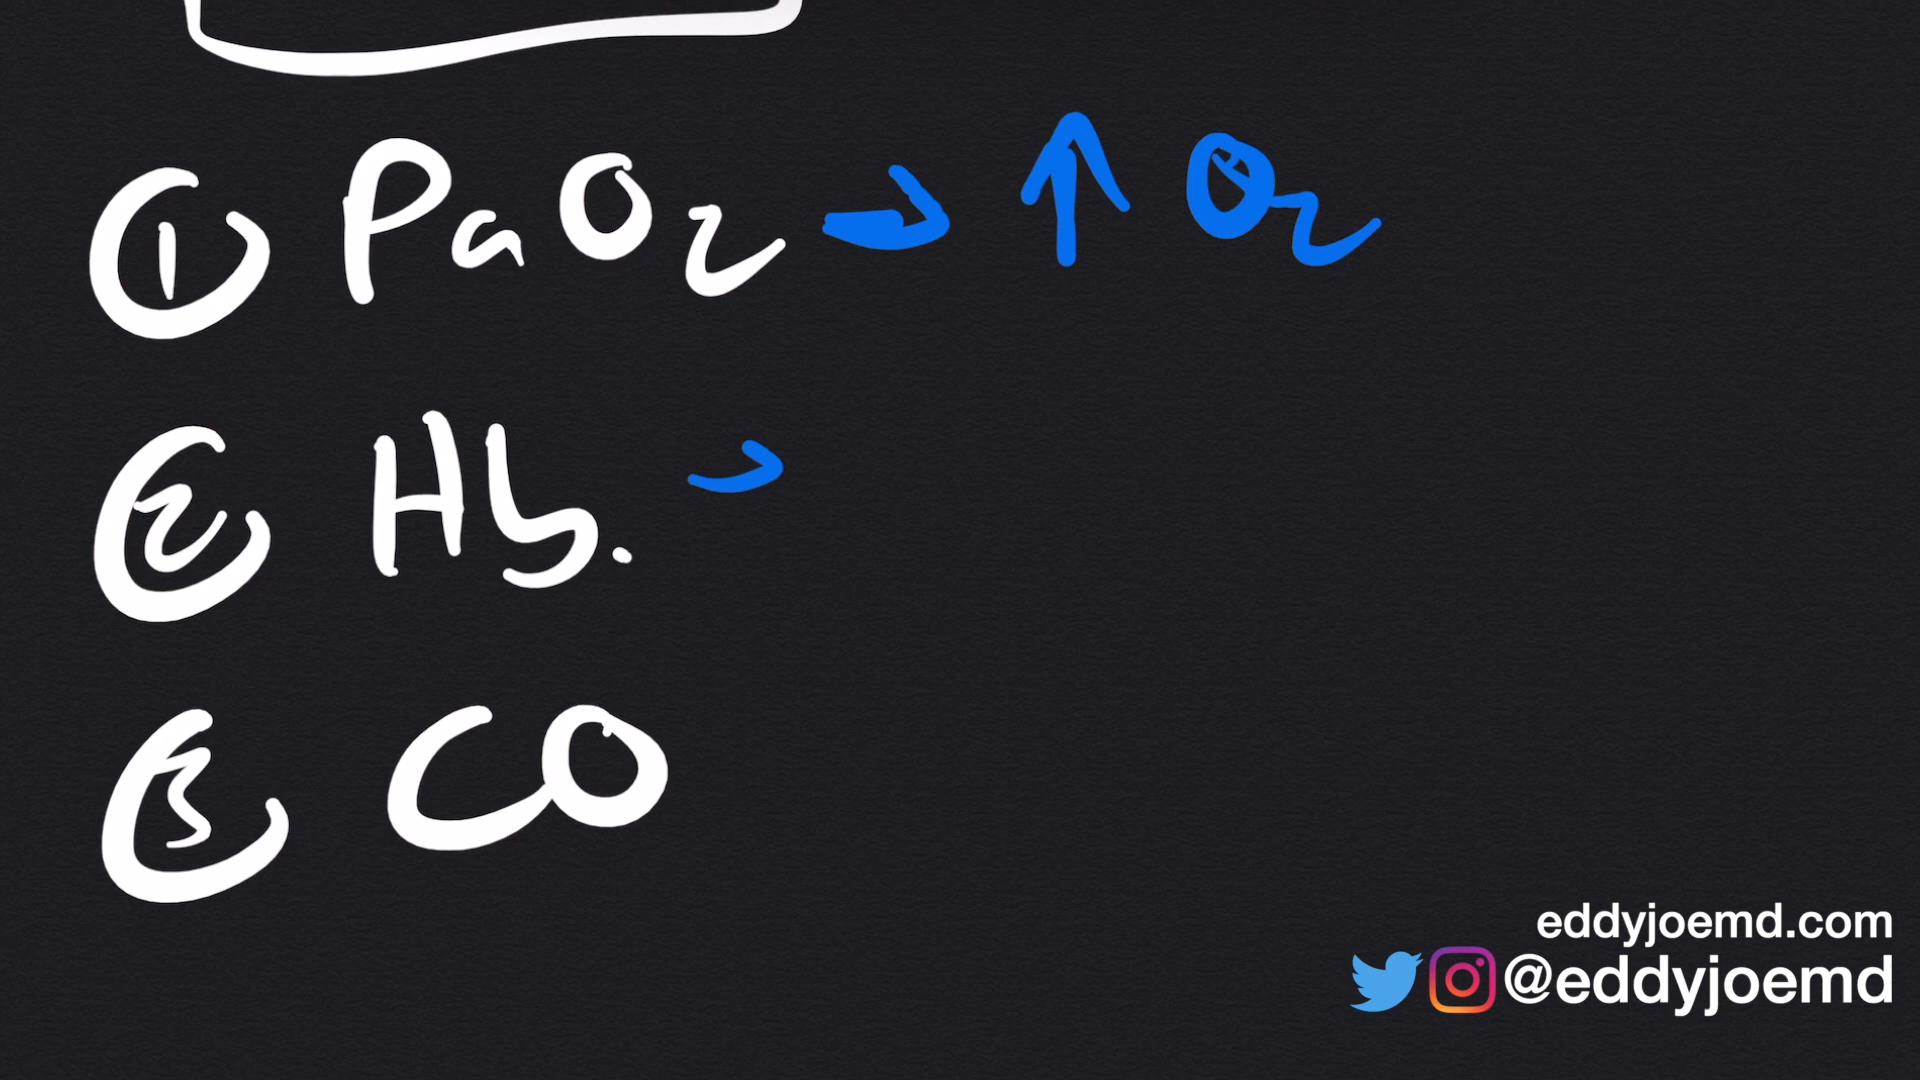 ① PaO₂ → ↑ O₂
② Hb. →
③ CO
eddyjoemd.com
@eddyjoemd